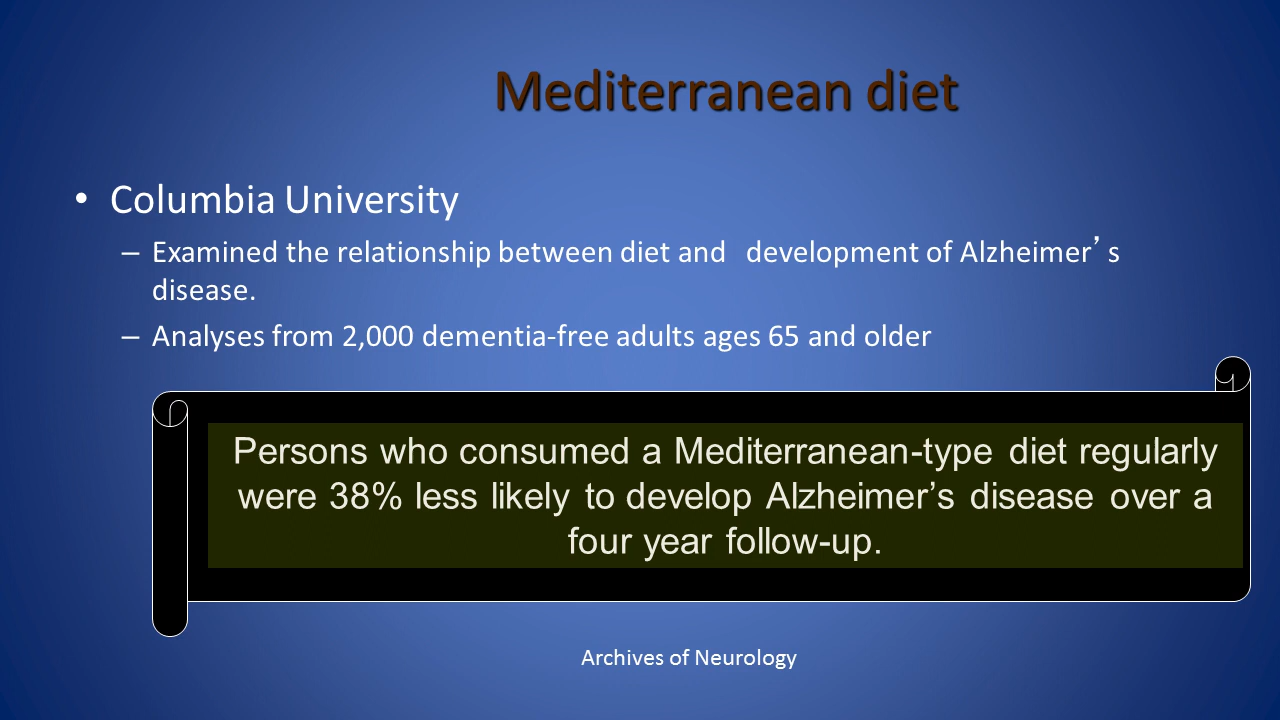 Mediterranean diet
• Columbia University
– Examined the relationship between diet and development of Alzheimer’s
disease.
– Analyses from 2,000 dementia-free adults ages 65 and older
Persons who consumed a Mediterranean-type diet regularly
were 38% less likely to develop Alzheimer’s disease over a
four year follow-up.
Archives of Neurology